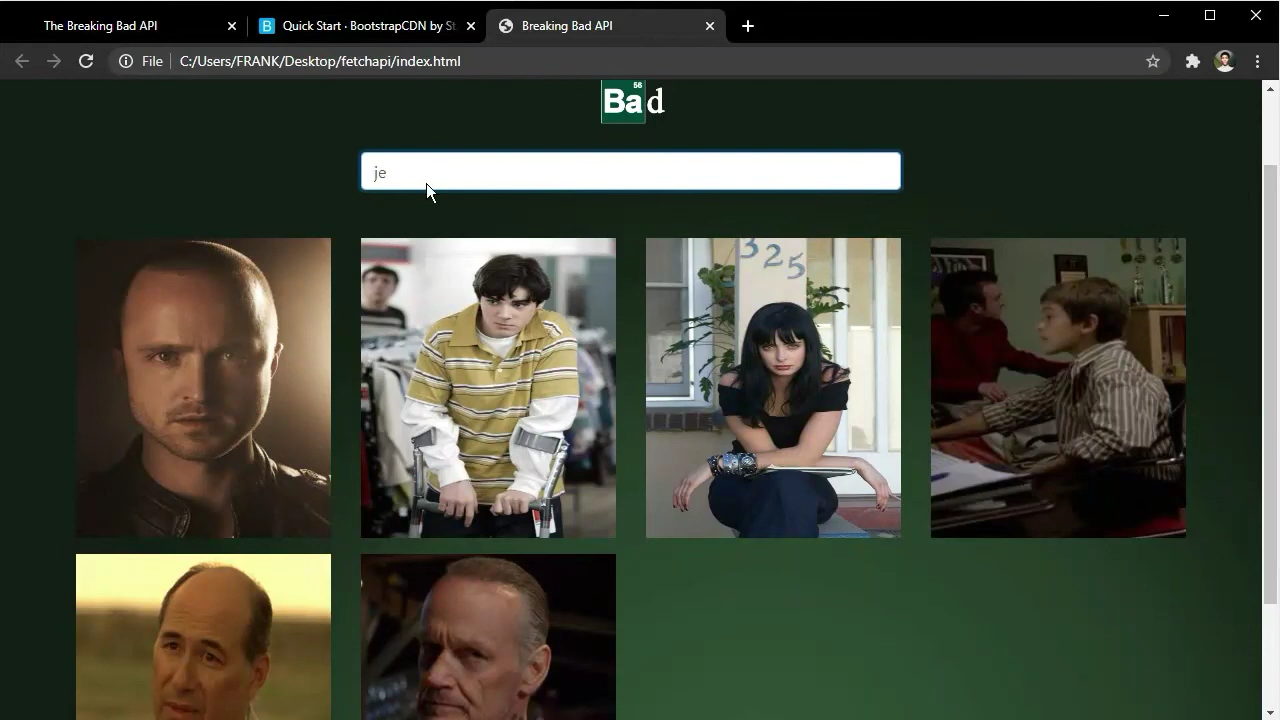 The Breaking Bad API
B Quick Start · BootstrapCDN by St
Breaking Bad API
File C:/Users/FRANK/Desktop/fetchapi/index.html
56
Bad
je
325